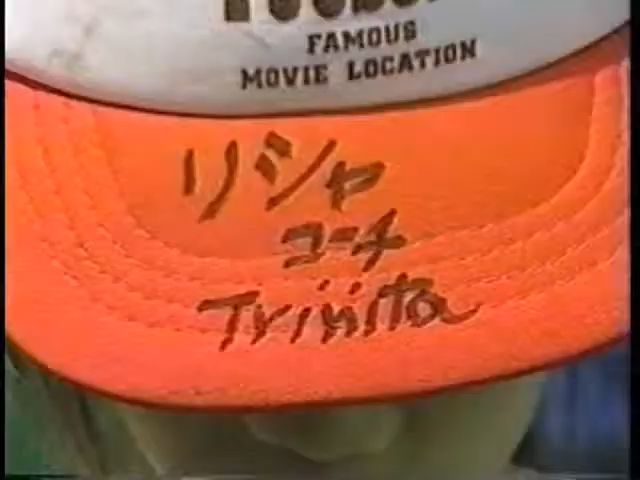 FAMOUS
MOVIE LOCATION
リシャ
コーチ
Trinita